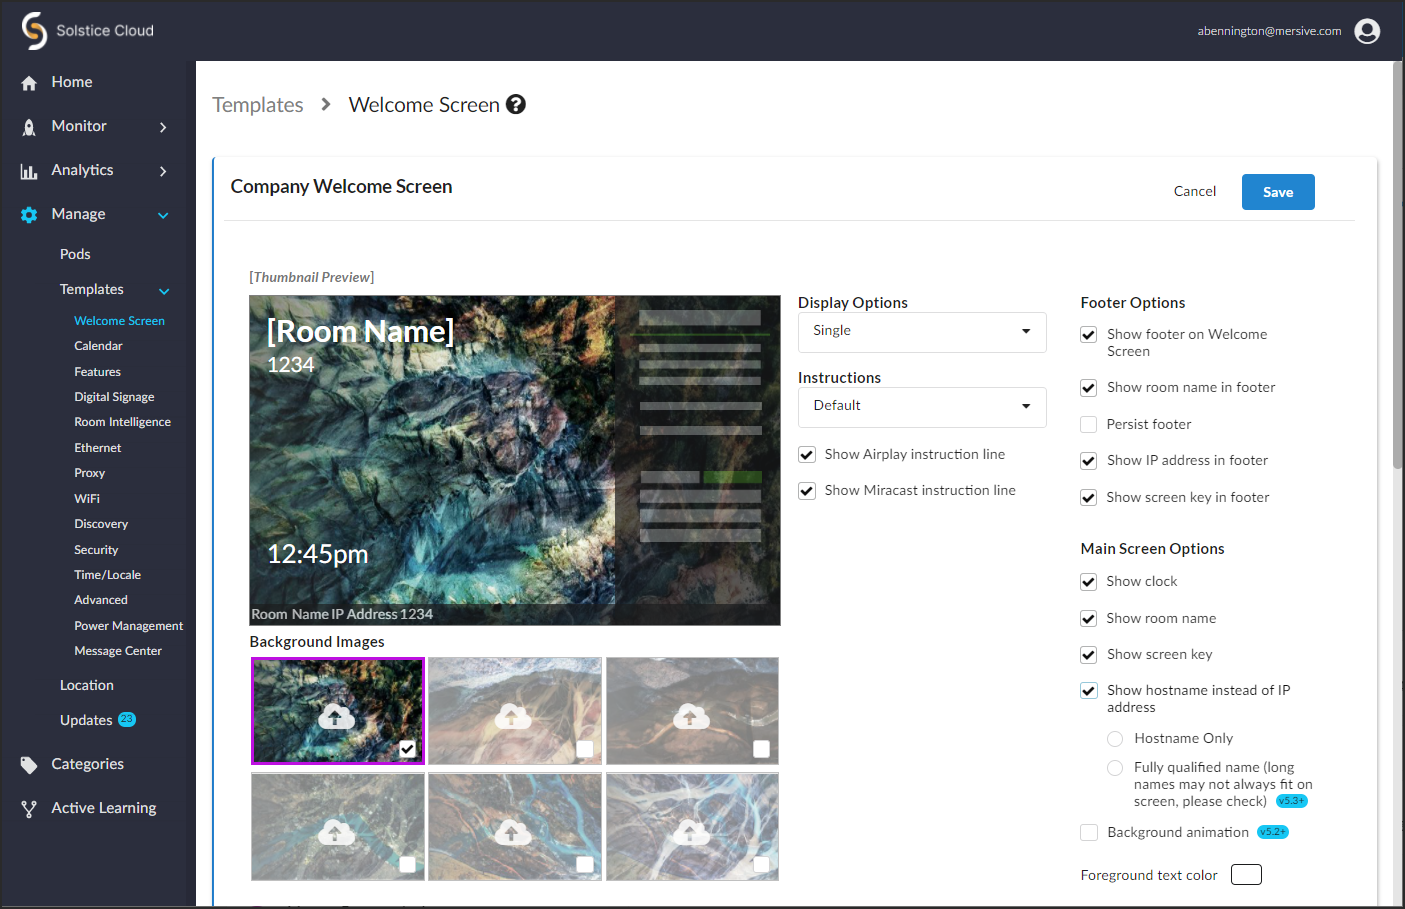 Solstice Cloud
abennington@mersive.com
Home
Monitor
Analytics
Manage
Pods
Templates
Welcome Screen
Calendar
Features
Digital Signage
Room Intelligence
Ethernet
Proxy
WiFi
Discovery
Security
Time/Locale
Advanced
Power Management
Message Center
Location
Updates 23
Categories
Active Learning
Templates > Welcome Screen ?
Company Welcome Screen
Cancel
Save
[Thumbnail Preview]
[Room Name]
1234
12:45pm
Room Name IP Address 1234
Background Images
Display Options
Single
Instructions
Default
Show Airplay instruction line
Show Miracast instruction line
Footer Options
Show footer on Welcome
Screen
Show room name in footer
Persist footer
Show IP address in footer
Show screen key in footer
Main Screen Options
Show clock
Show room name
Show screen key
Show hostname instead of IP
address
Hostname Only
Fully qualified name (long
names may not always fit on
screen, please check) v5.3+
Background animation v5.2+
Foreground text color